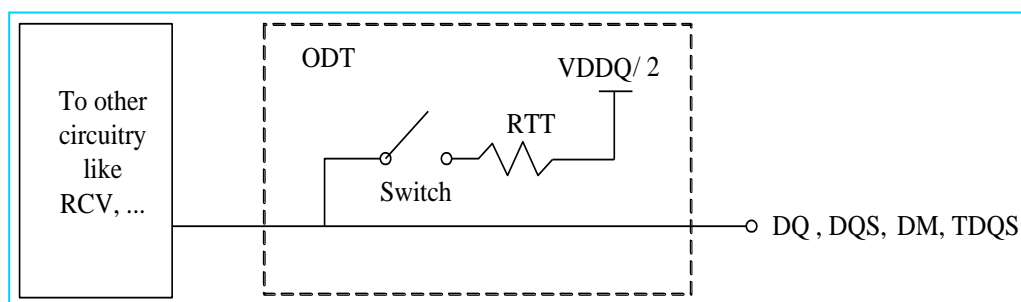 ODT
VDDQ/ 2
To other
circuitry
like
RCV, ...
RTT
Switch
DQ , DQS, DM, TDQS